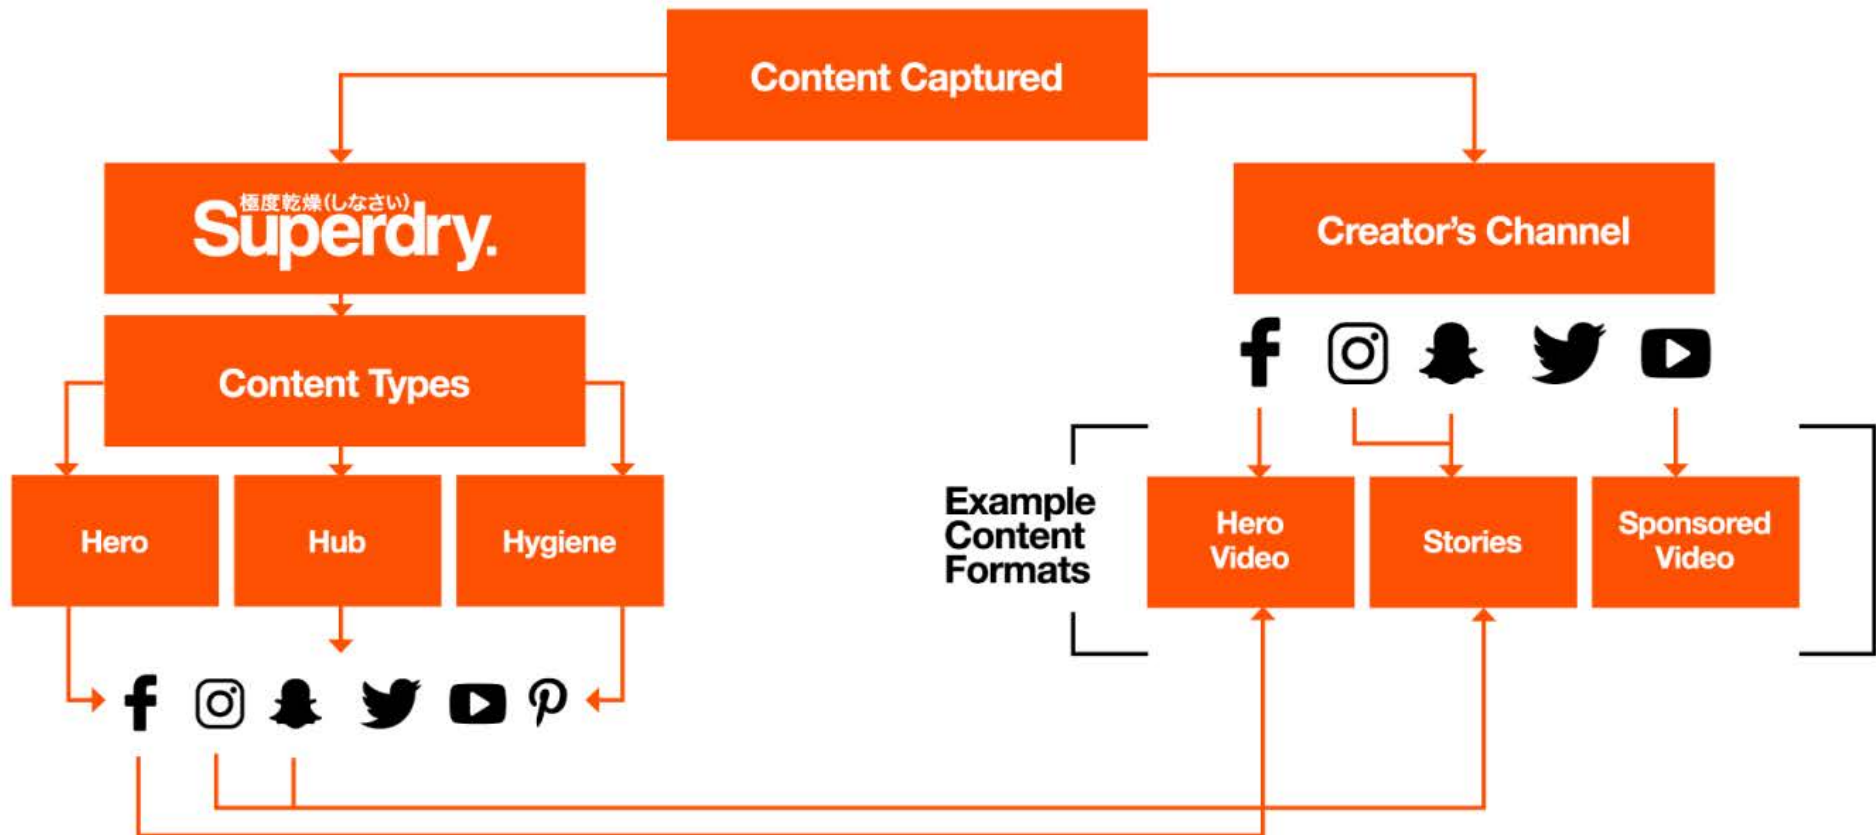 Content Captured
極度乾燥(しなさい)
Superdry.
Creator's Channel
Content Types
Hero
Hub
Hygiene
Example
Content
Formats
Hero
Video
Stories
Sponsored
Video